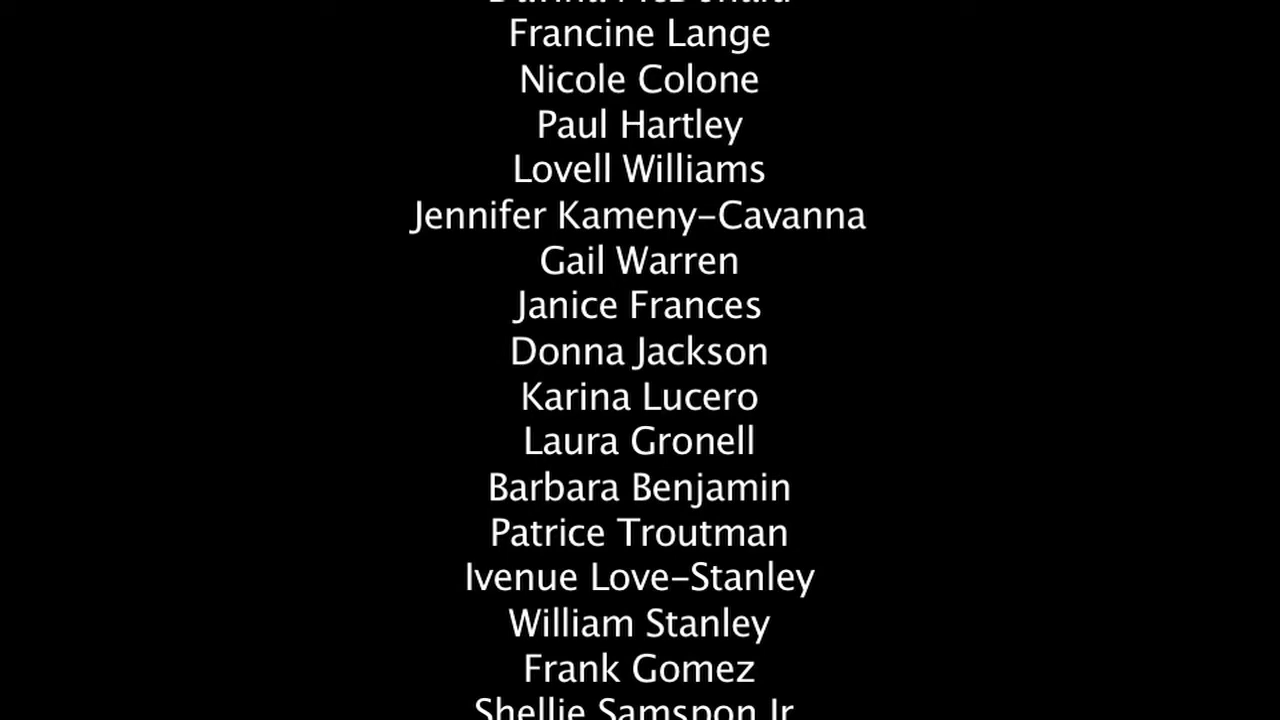 Francine Lange
Nicole Colone
Paul Hartley
Lovell Williams
Jennifer Kameny-Cavanna
Gail Warren
Janice Frances
Donna Jackson
Karina Lucero
Laura Gronell
Barbara Benjamin
Patrice Troutman
Ivenue Love-Stanley
William Stanley
Frank Gomez
Shellie Samspon Jr.